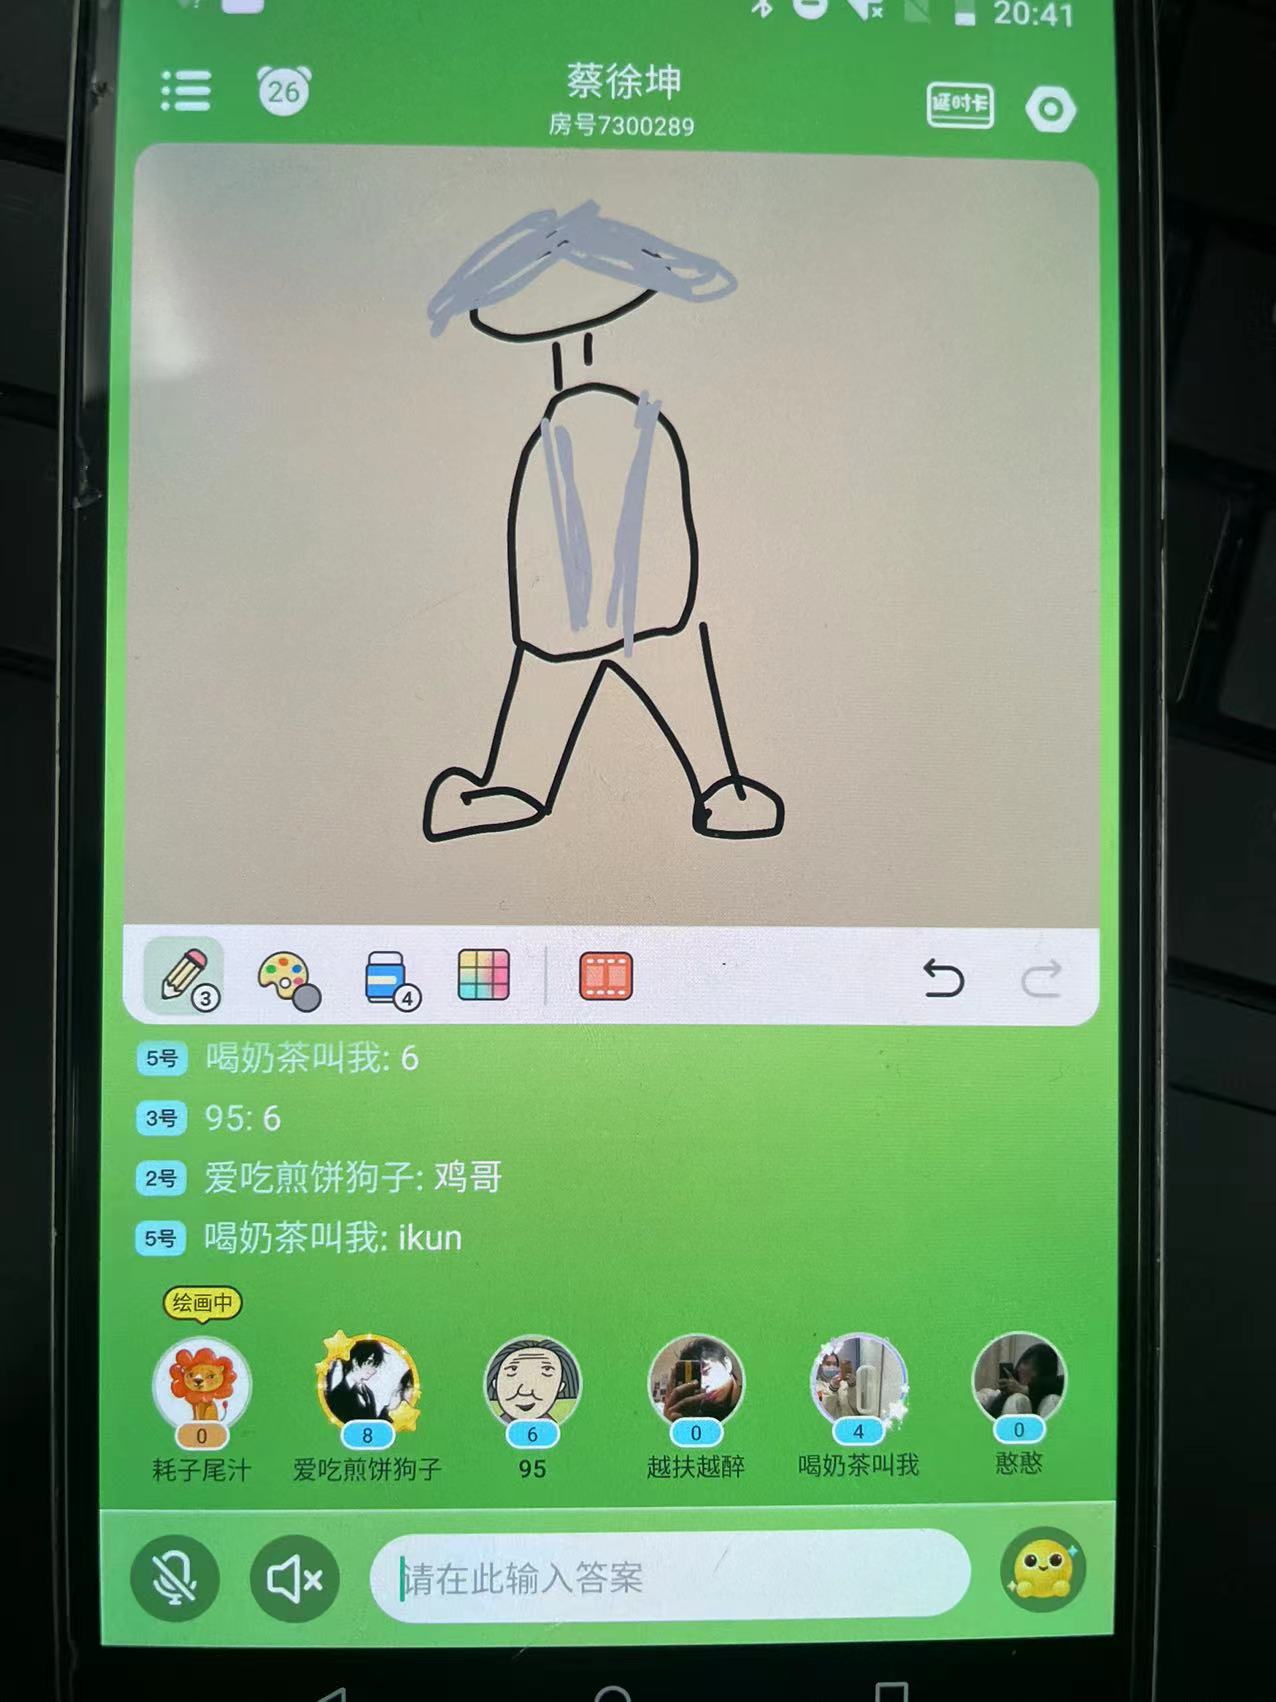 20:41
26
蔡徐坤
延时卡
房号7300289
3
4
5号 喝奶茶叫我: 6
3号 95: 6
2号 爱吃煎饼狗子: 鸡哥
5号 喝奶茶叫我: ikun
绘画中
0 8 6 0 4 0
耗子尾汁 爱吃煎饼狗子 95 越扶越醉 喝奶茶叫我 憨憨
请在此输入答案